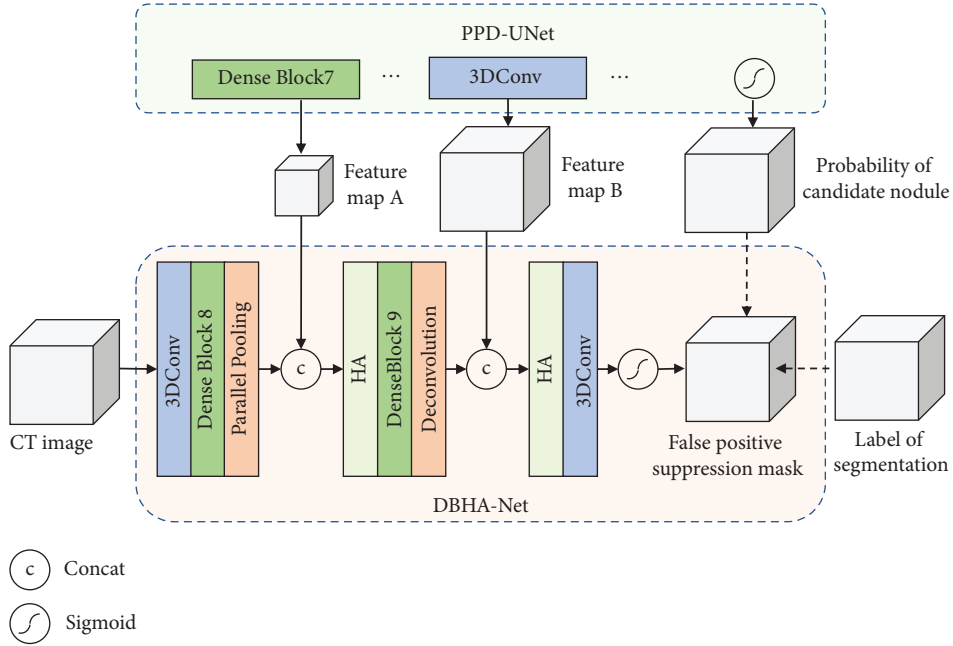 PPD-UNet
Dense Block7
...
3DConv
...
Feature
map A
Feature
map B
Probability of
candidate nodule
CT image
3DConv
Dense Block 8
Parallel Pooling
c
HA
DenseBlock 9
Deconvolution
c
HA
3DConv
False positive
suppression mask
Label of
segmentation
DBHA-Net
c
Concat
Sigmoid